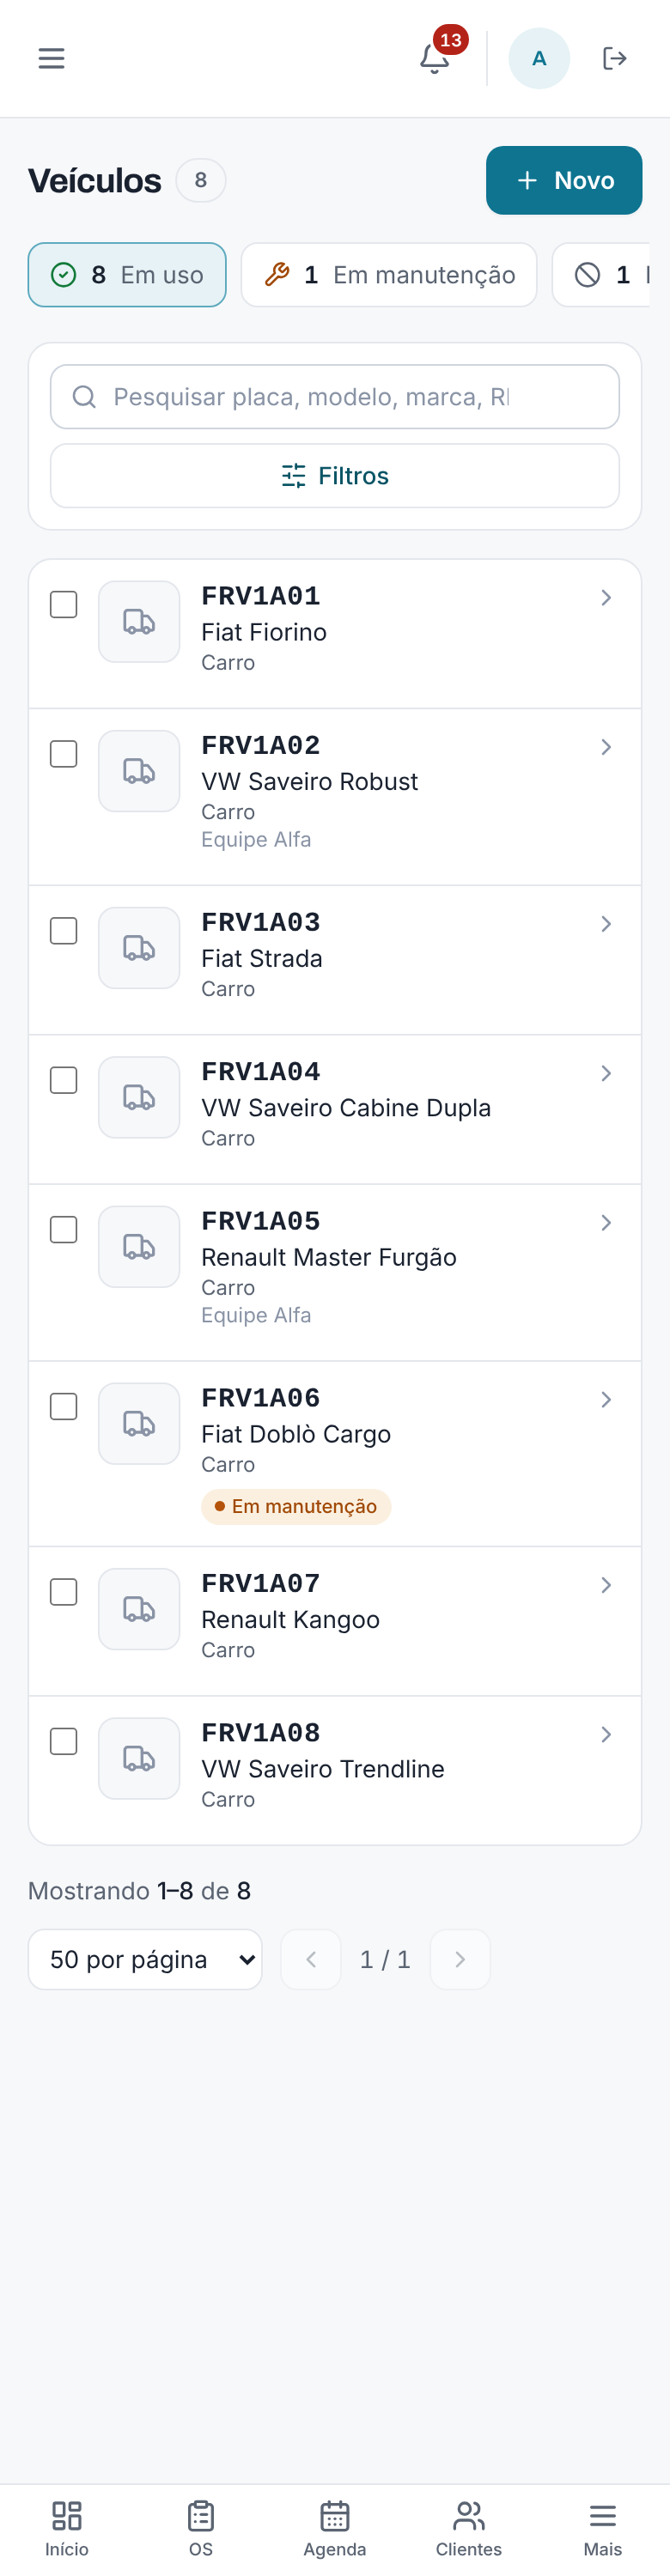 13
A
Veículos 8
Novo
8 Em uso
1 Em manutenção
1
Pesquisar placa, modelo, marca,
Filtros
FRV1A01
Fiat Fiorino
Carro
FRV1A02
VW Saveiro Robust
Carro
Equipe Alfa
FRV1A03
Fiat Strada
Carro
FRV1A04
VW Saveiro Cabine Dupla
Carro
FRV1A05
Renault Master Furgão
Carro
Equipe Alfa
FRV1A06
Fiat Doblò Cargo
Carro
Em manutenção
FRV1A07
Renault Kangoo
Carro
FRV1A08
VW Saveiro Trendline
Carro
Mostrando 1–8 de 8
50 por página
1 / 1
Início
OS
Agenda
Clientes
Mais